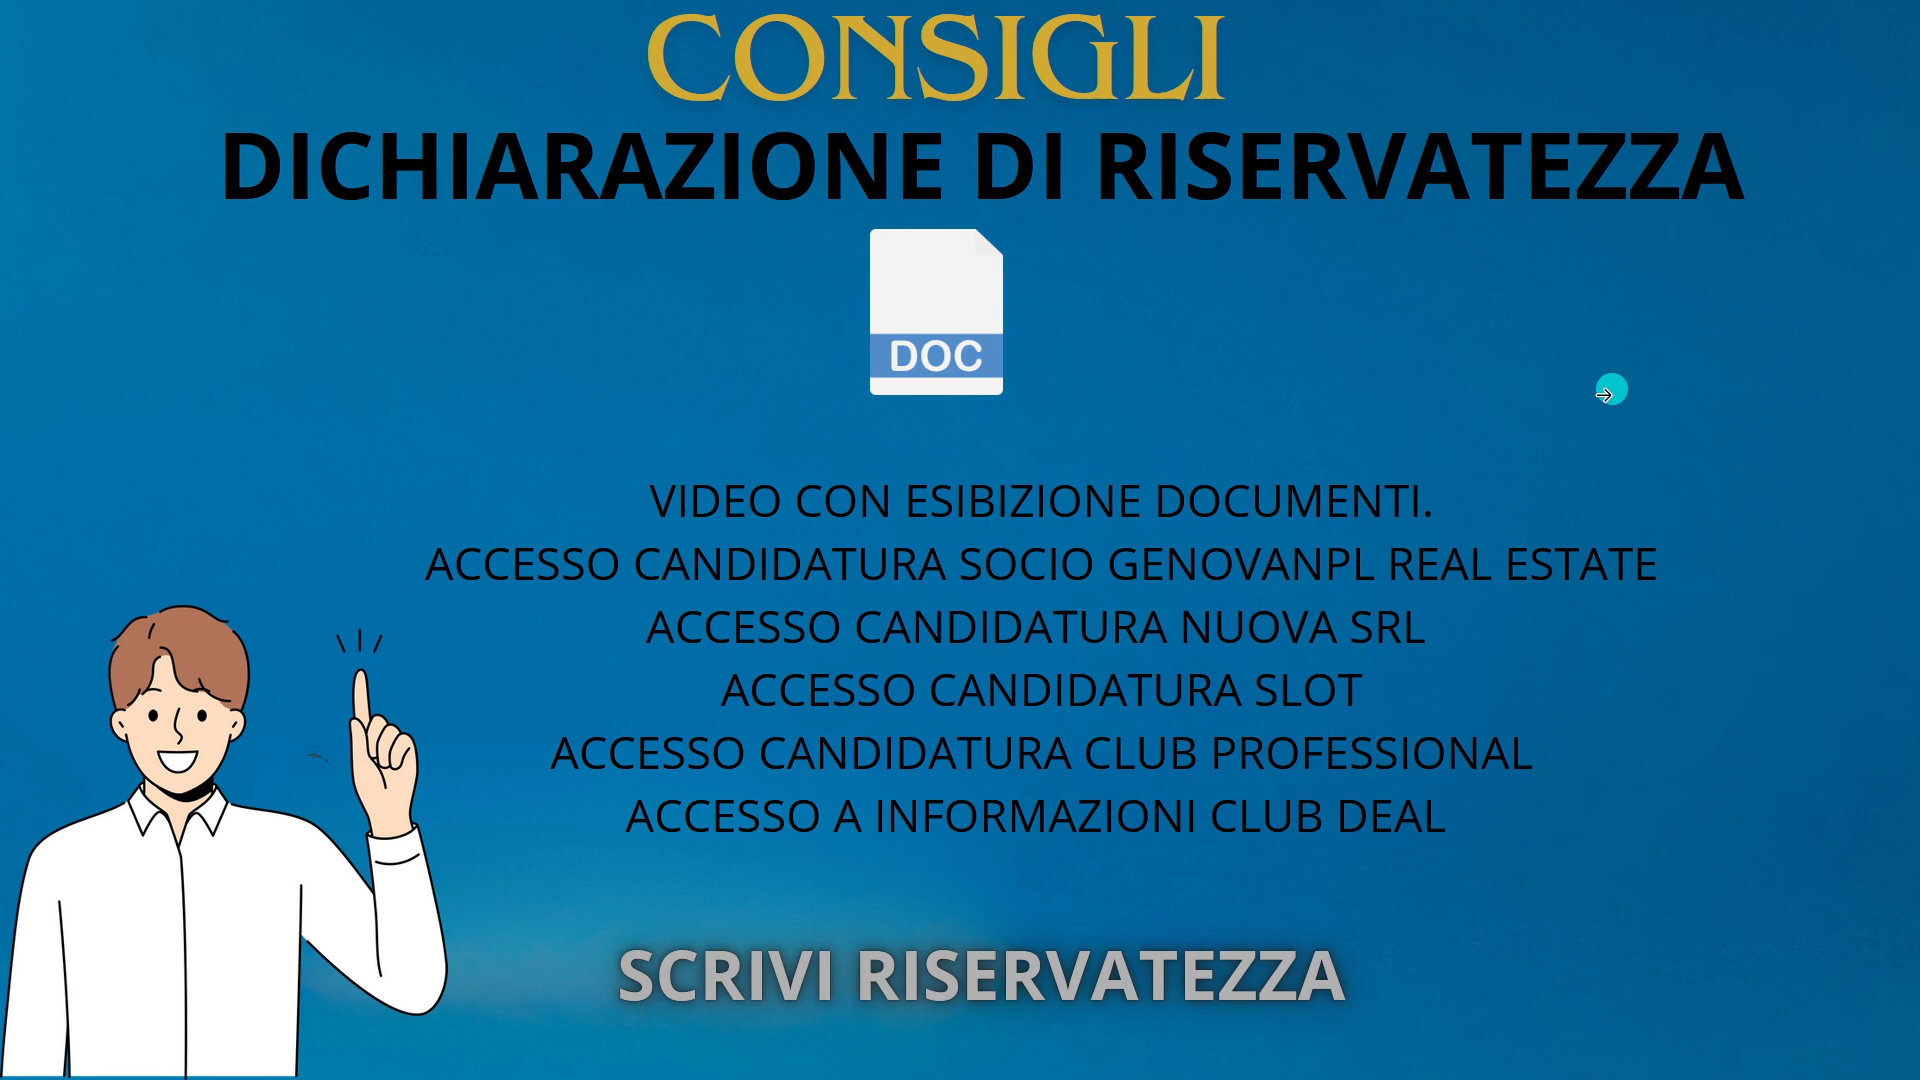 CONSIGLI
DICHIARAZIONE DI RISERVATEZZA
DOC
VIDEO CON ESIBIZIONE DOCUMENTI.
ACCESSO CANDIDATURA SOCIO GENOVANPL REAL ESTATE
ACCESSO CANDIDATURA NUOVA SRL
ACCESSO CANDIDATURA SLOT
ACCESSO CANDIDATURA CLUB PROFESSIONAL
ACCESSO A INFORMAZIONI CLUB DEAL
SCRIVI RISERVATEZZA